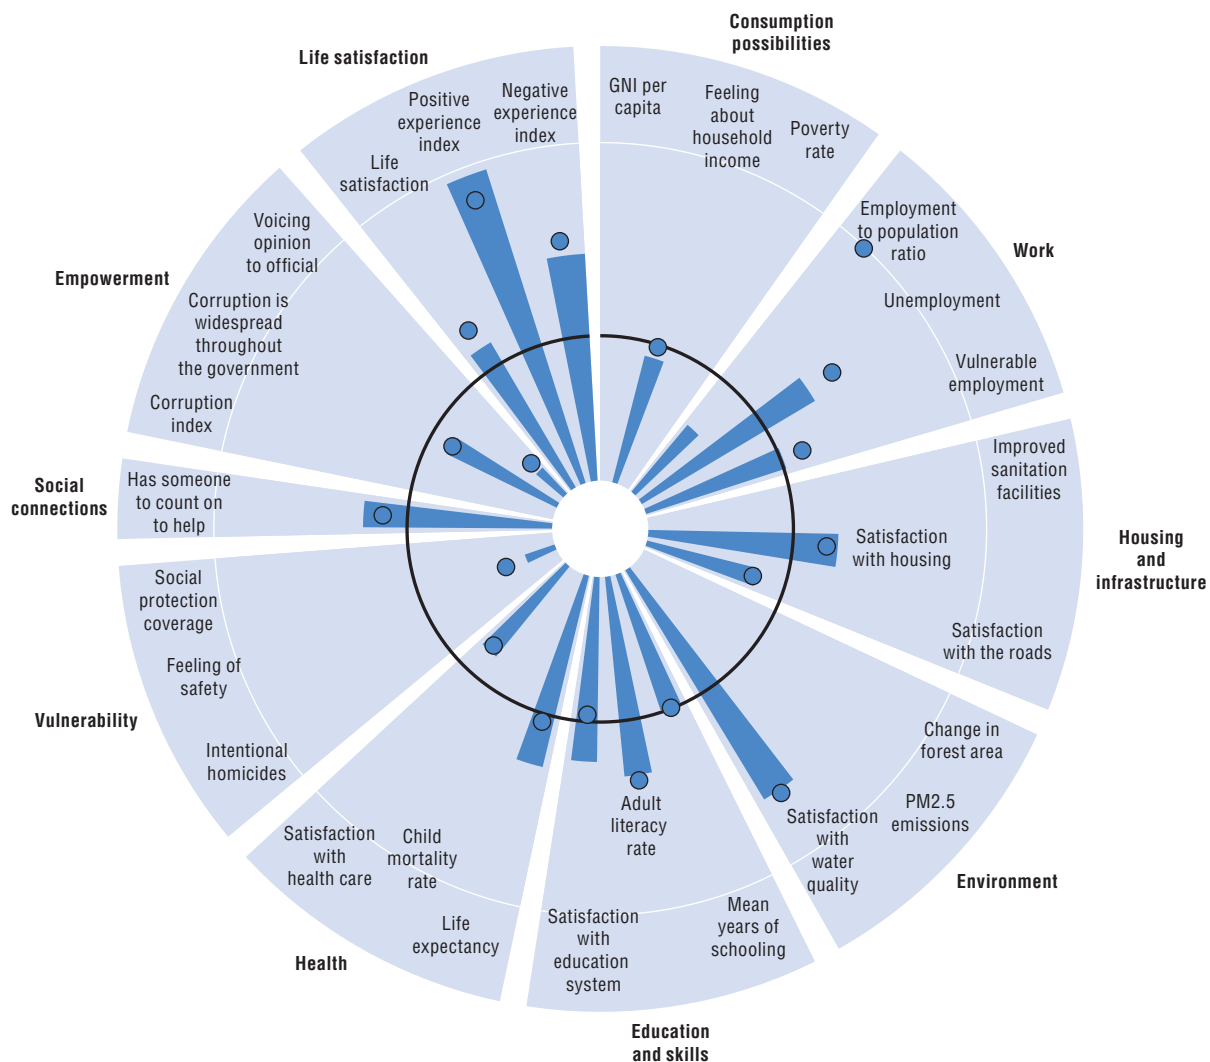 Consumption
possibilities
GNI per
capita
Feeling
about
household
income
Poverty
rate
Work
Employment
to population
ratio
Unemployment
Vulnerable
employment
Housing
and
infrastructure
Improved
sanitation
facilities
Satisfaction
with housing
Satisfaction
with the roads
Environment
Change in
forest area
PM2.5
emissions
Satisfaction
with
water
quality
Education
and skills
Mean
years of
schooling
Adult
literacy
rate
Satisfaction
with
education
system
Health
Life
expectancy
Child
mortality
rate
Satisfaction
with
health care
Vulnerability
Intentional
homicides
Feeling of
safety
Social
protection
coverage
Social
connections
Has someone
to count on
to help
Empowerment
Corruption
index
Corruption is
widespread
throughout
the government
Voicing
opinion
to official
Life satisfaction
Life
satisfaction
Positive
experience
index
Negative
experience
index